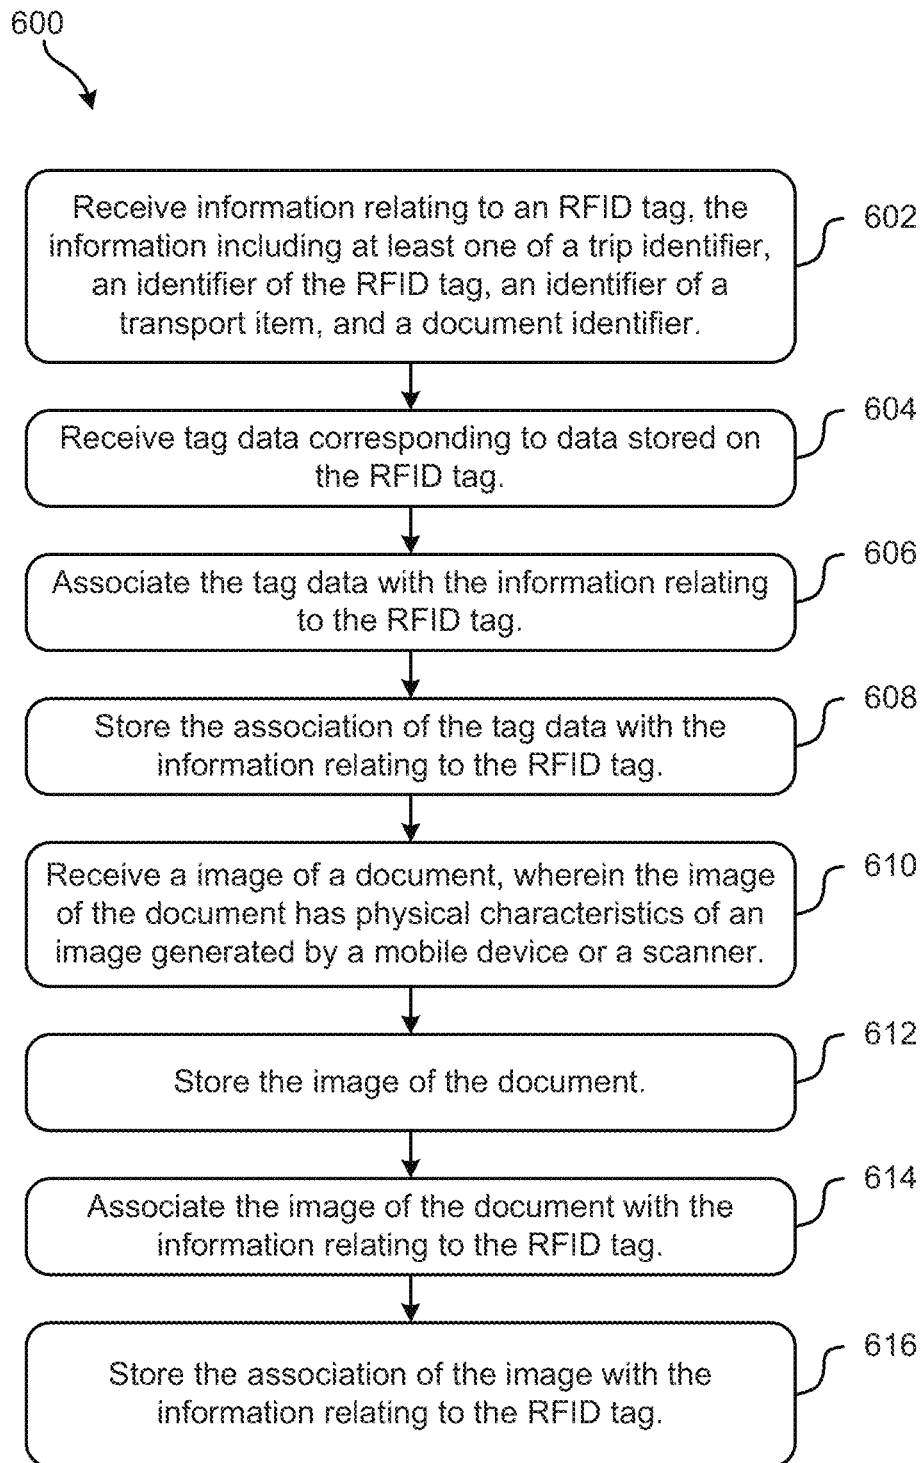 600
Receive information relating to an RFID tag, the
information including at least one of a trip identifier,
an identifier of the RFID tag, an identifier of a
transport item, and a document identifier.
602
Receive tag data corresponding to data stored on
the RFID tag.
604
Associate the tag data with the information relating
to the RFID tag.
606
Store the association of the tag data with the
information relating to the RFID tag.
608
Receive a image of a document, wherein the image
of the document has physical characteristics of an
image generated by a mobile device or a scanner.
610
Store the image of the document.
612
Associate the image of the document with the
information relating to the RFID tag.
614
Store the association of the image with the
information relating to the RFID tag.
616